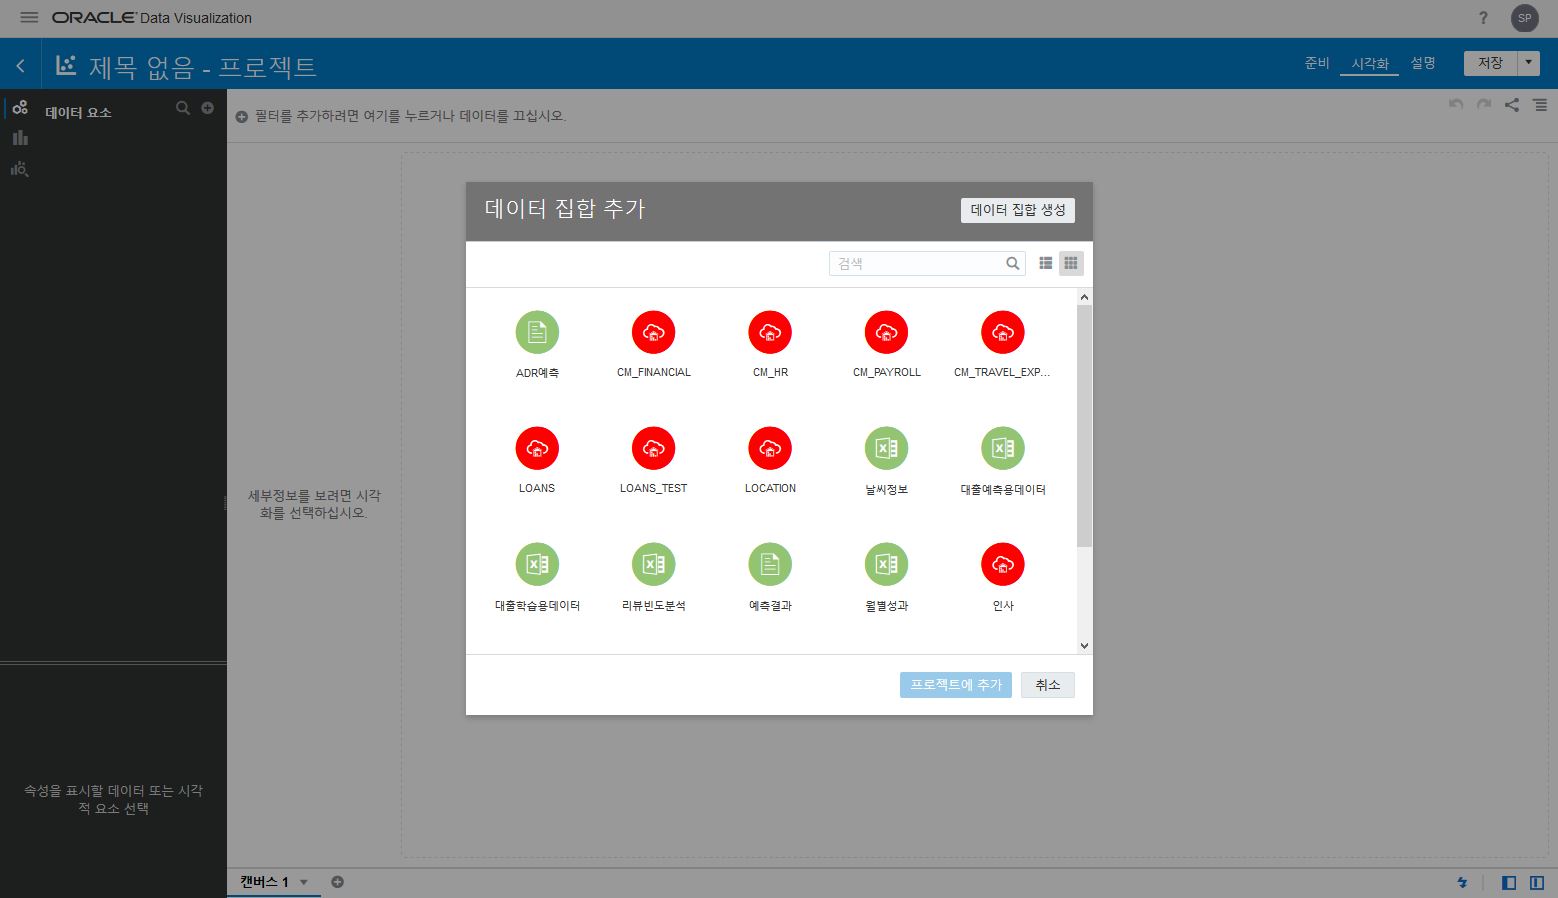 ORACLE Data Visualization
?
SP
제목 없음 - 프로젝트
준비
시각화
설명
저장
데이터 요소
필터를 추가하려면 여기를 누르거나 데이터를 끄십시오.
세부정보를 보려면 시각
화를 선택하십시오.
속성을 표시할 데이터 또는 시각
적 요소 선택
데이터 집합 추가
데이터 집합 생성
검색
ADR예측
CM_FINANCIAL
CM_HR
CM_PAYROLL
CM_TRAVEL_EXP...
LOANS
LOANS_TEST
LOCATION
날씨정보
대출예측용데이터
대출학습용데이터
리뷰빈도분석
예측결과
월별성과
인사
프로젝트에 추가
취소
캔버스 1